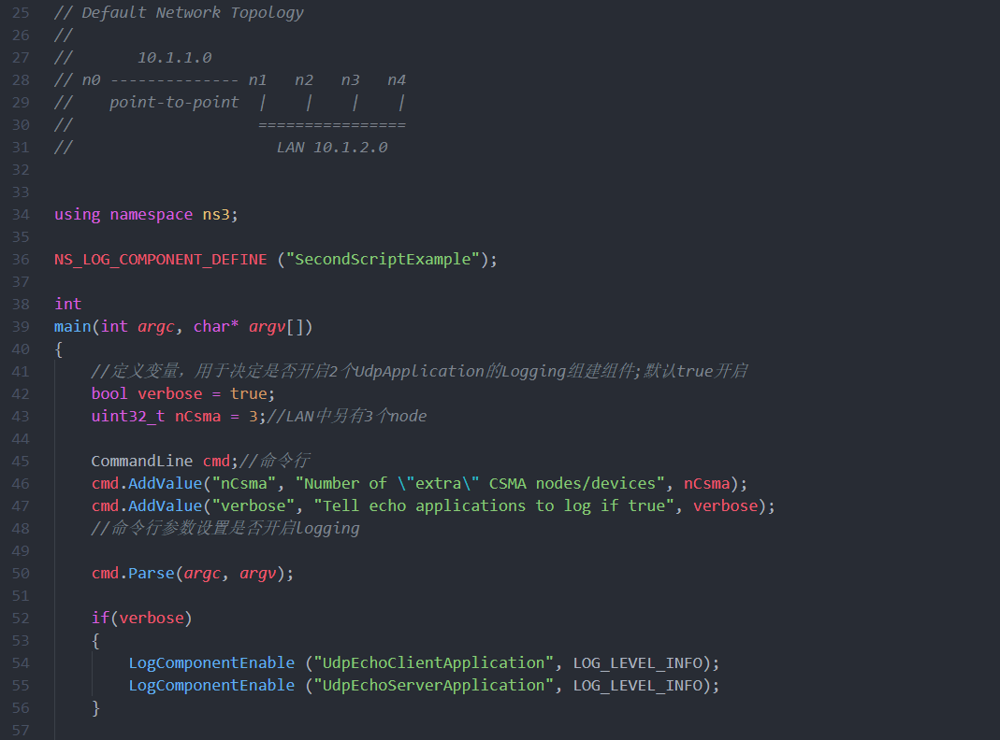 25 // Default Network Topology
26 //
27 //       10.1.1.0
28 // n0 -------------- n1   n2   n3   n4
29 //    point-to-point  |    |    |    |
30 //                    ================
31 //                      LAN 10.1.2.0
32
33
34 using namespace ns3;
35
36 NS_LOG_COMPONENT_DEFINE ("SecondScriptExample");
37
38 int
39 main(int argc, char* argv[])
40 {
41     //定义变量，用于决定是否开启2个UdpApplication的Logging组建组件;默认true开启
42     bool verbose = true;
43     uint32_t nCsma = 3;//LAN中另有3个node
44
45     CommandLine cmd;//命令行
46     cmd.AddValue("nCsma", "Number of \"extra\" CSMA nodes/devices", nCsma);
47     cmd.AddValue("verbose", "Tell echo applications to log if true", verbose);
48     //命令行参数设置是否开启logging
49
50     cmd.Parse(argc, argv);
51
52     if(verbose)
53     {
54         LogComponentEnable ("UdpEchoClientApplication", LOG_LEVEL_INFO);
55         LogComponentEnable ("UdpEchoServerApplication", LOG_LEVEL_INFO);
56     }
57